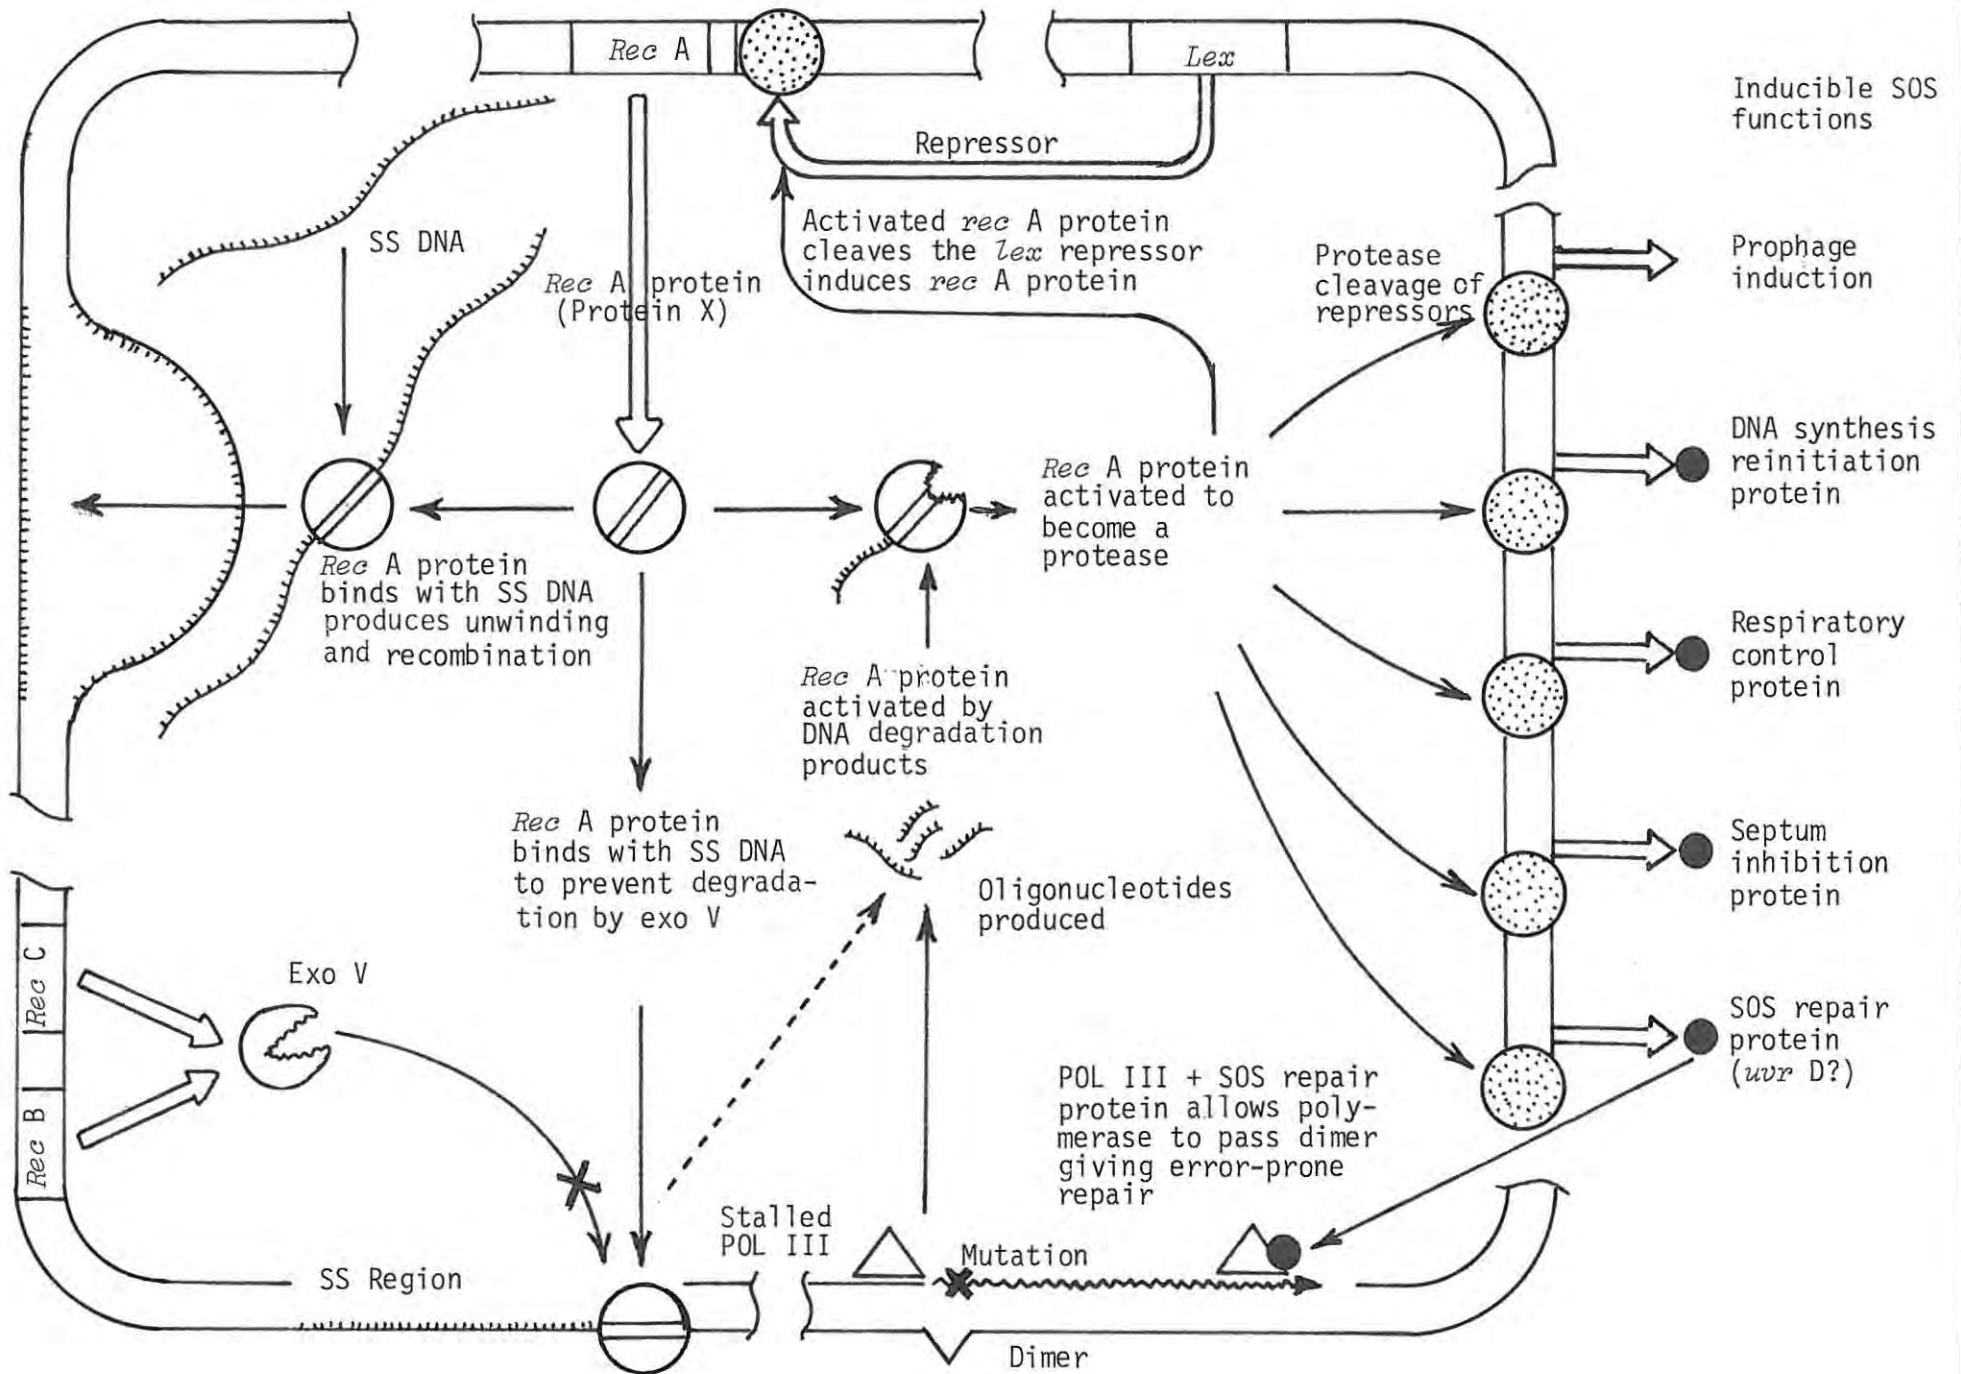 Rec A
Lex
Inducible SOS
functions
Repressor
SS DNA
Rec A protein
(Protein X)
Activated rec A protein
cleaves the lex repressor
induces rec A protein
Protease
cleavage of
repressors
Prophage
induction
DNA synthesis
reinitiation
protein
Rec A protein
activated to
become a
protease
Rec A protein
binds with SS DNA
produces unwinding
and recombination
Respiratory
control
protein
Rec A protein
activated by
DNA degradation
products
Rec A protein
binds with SS DNA
to prevent degrada-
tion by exo V
Septum
inhibition
protein
Oligonucleotides
produced
Rec C
Exo V
Rec B
SOS repair
protein
(uvr D?)
POL III + SOS repair
protein allows poly-
merase to pass dimer
giving error-prone
repair
Stalled
POL III
Mutation
SS Region
Dimer